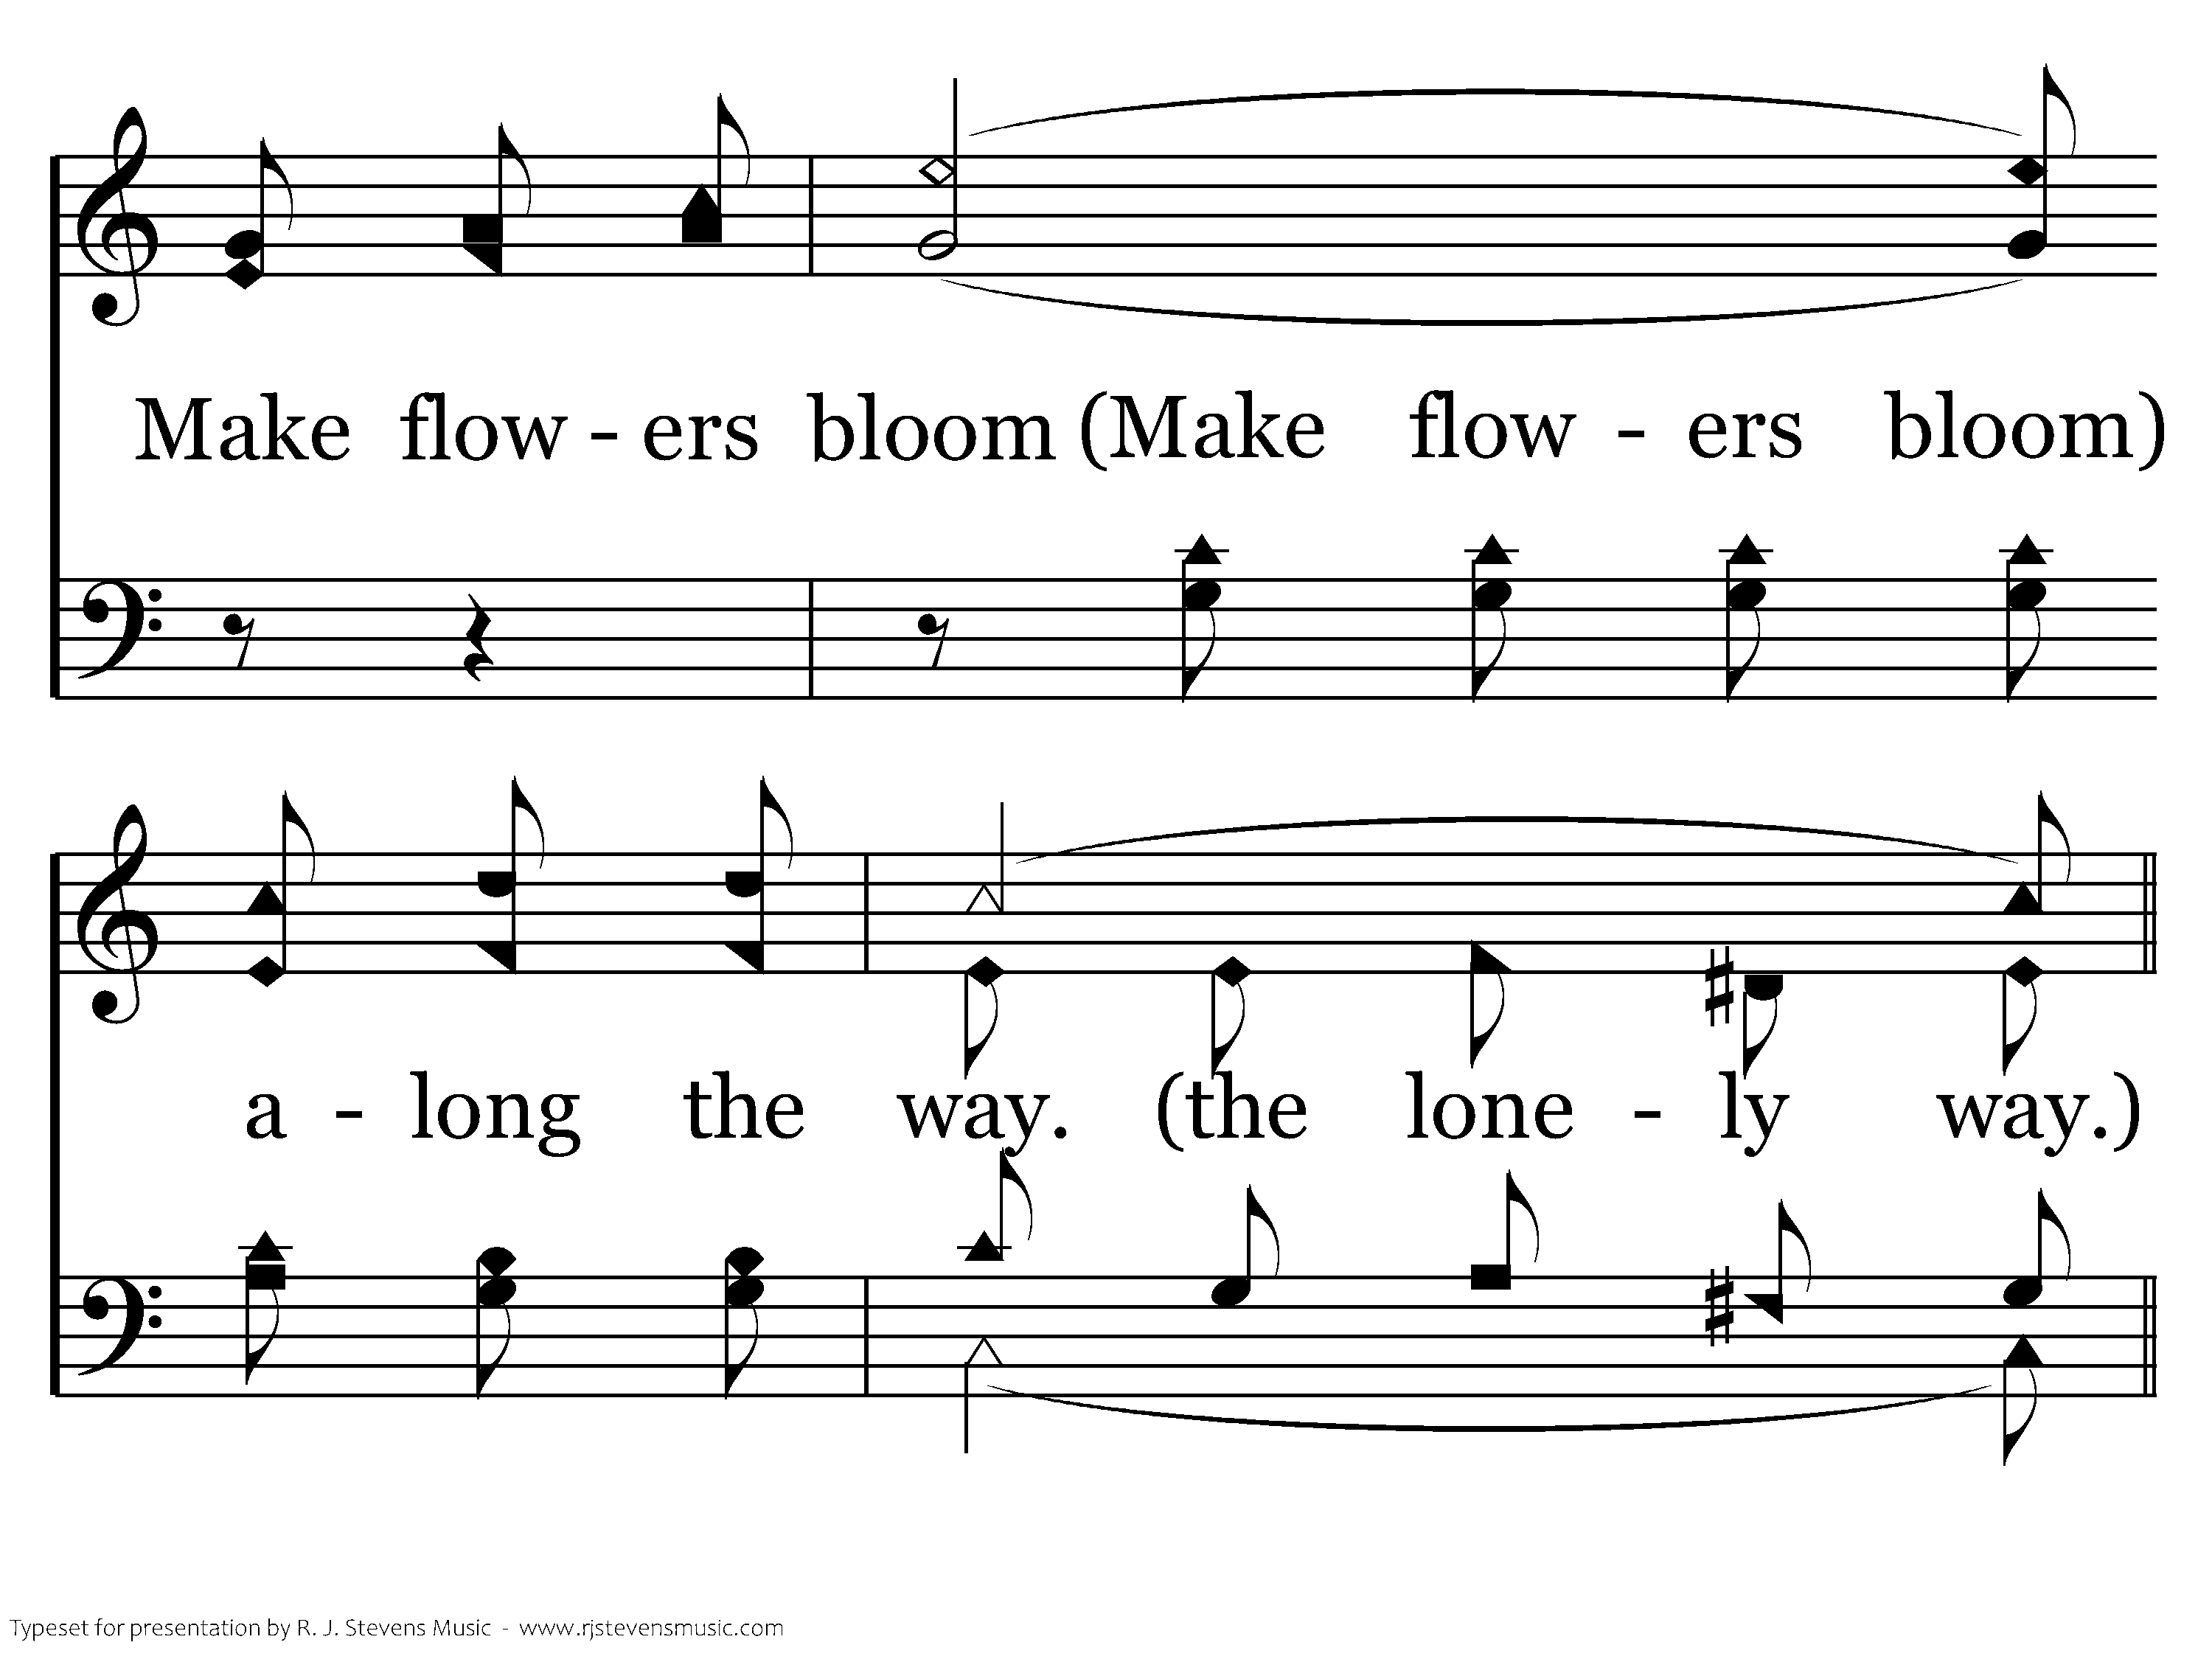 Make flow - ers bloom (Make flow - ers bloom)
a - long the way. (the lone - ly way.)
Typeset for presentation by R. J. Stevens Music - www.rjstevensmusic.com